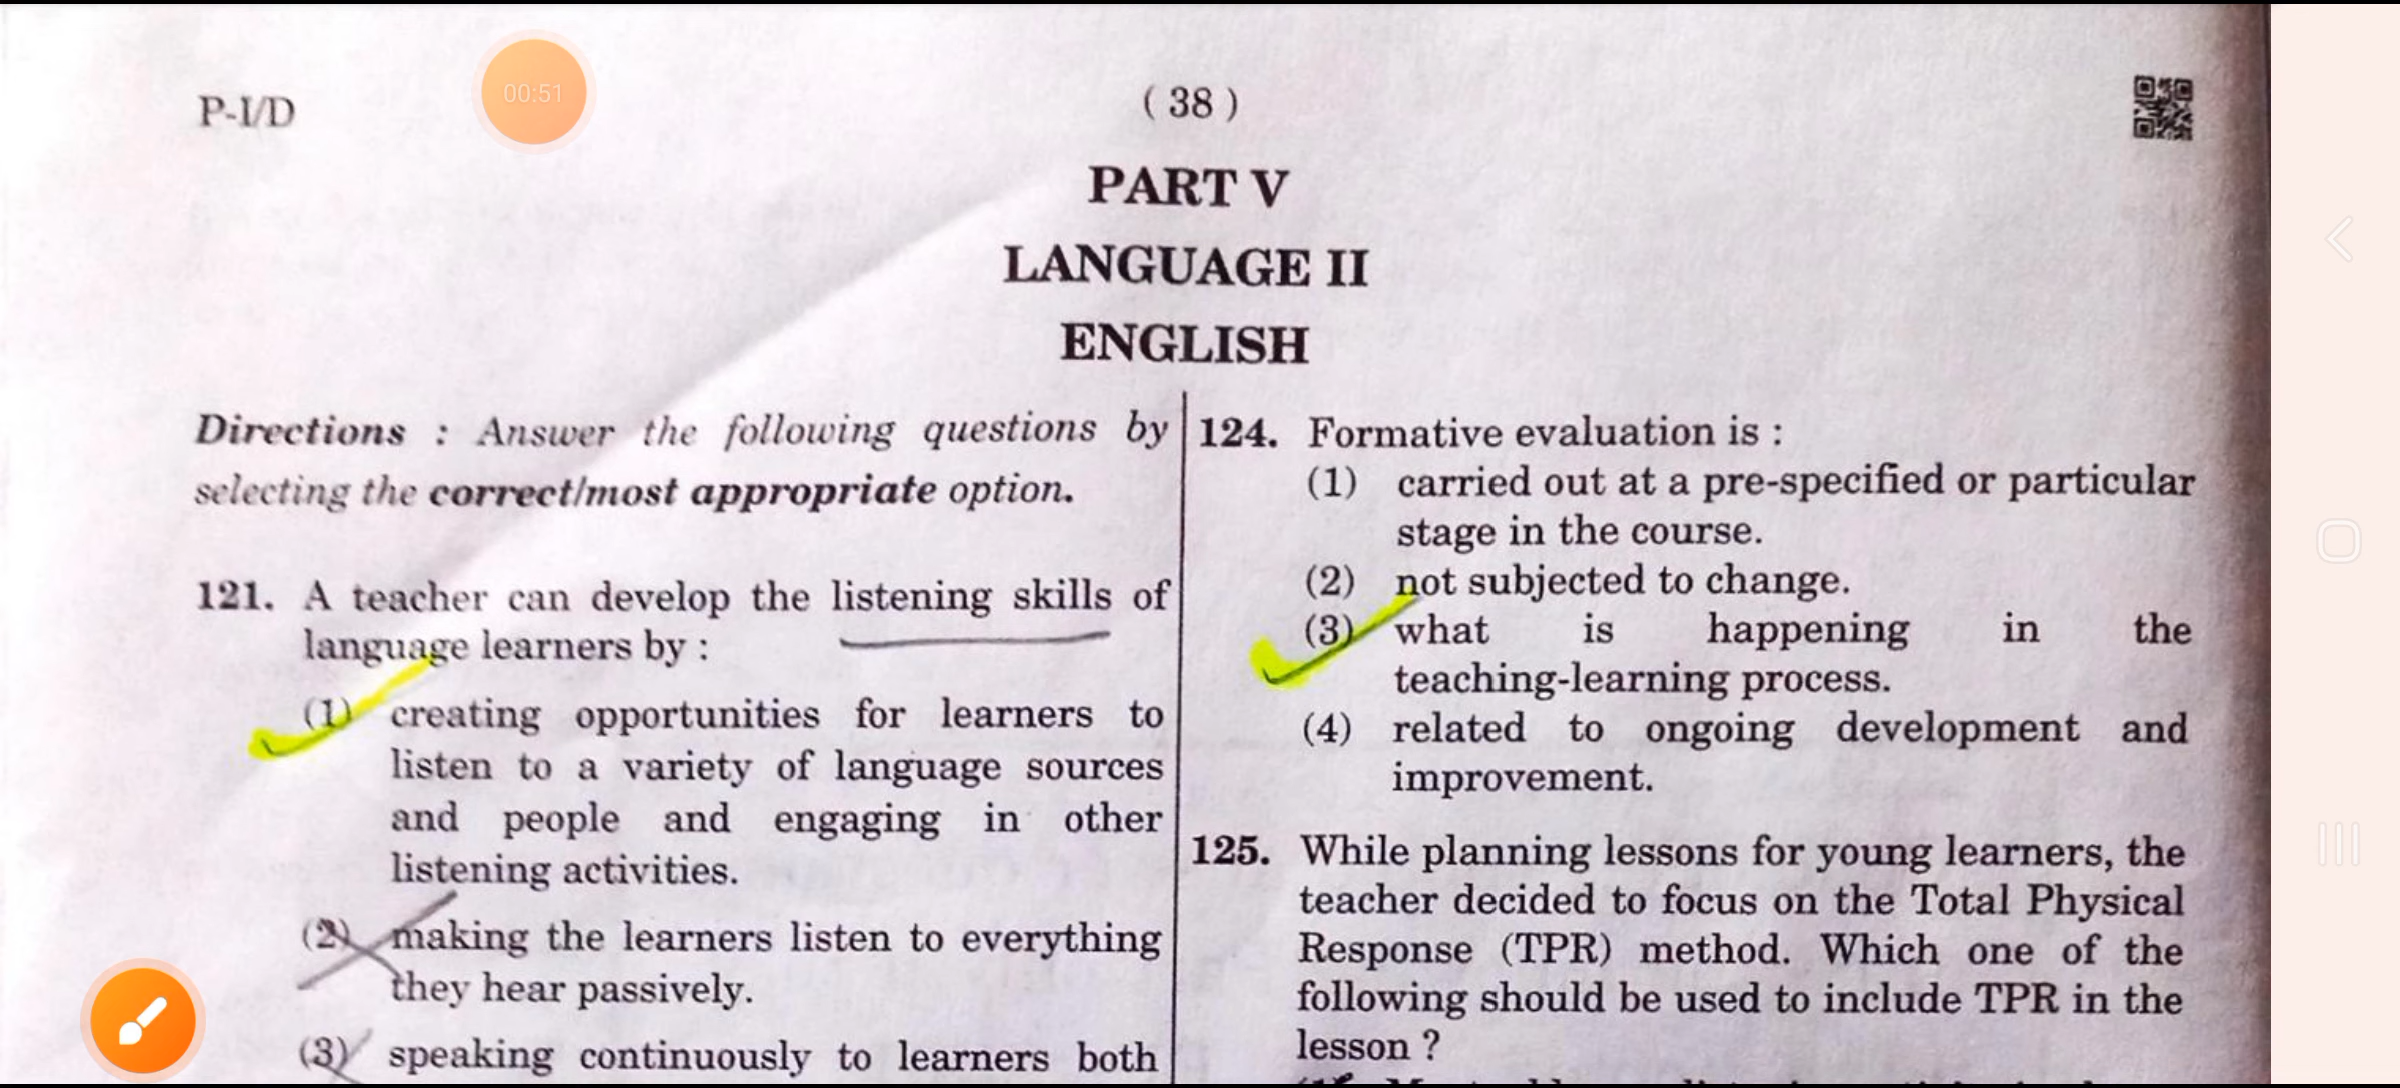 00:51
P-I/D
( 38 )
PART V
LANGUAGE II
ENGLISH
Directions : Answer the following questions by
selecting the correct/most appropriate option.
121. A teacher can develop the listening skills of
language learners by :
(1) creating opportunities for learners to
listen to a variety of language sources
and people and engaging in other
listening activities.
(2) making the learners listen to everything
they hear passively.
(3) speaking continuously to learners both
124. Formative evaluation is :
(1) carried out at a pre-specified or particular
stage in the course.
(2) not subjected to change.
(3) what is happening in the
teaching-learning process.
(4) related to ongoing development and
improvement.
125. While planning lessons for young learners, the
teacher decided to focus on the Total Physical
Response (TPR) method. Which one of the
following should be used to include TPR in the
lesson ?